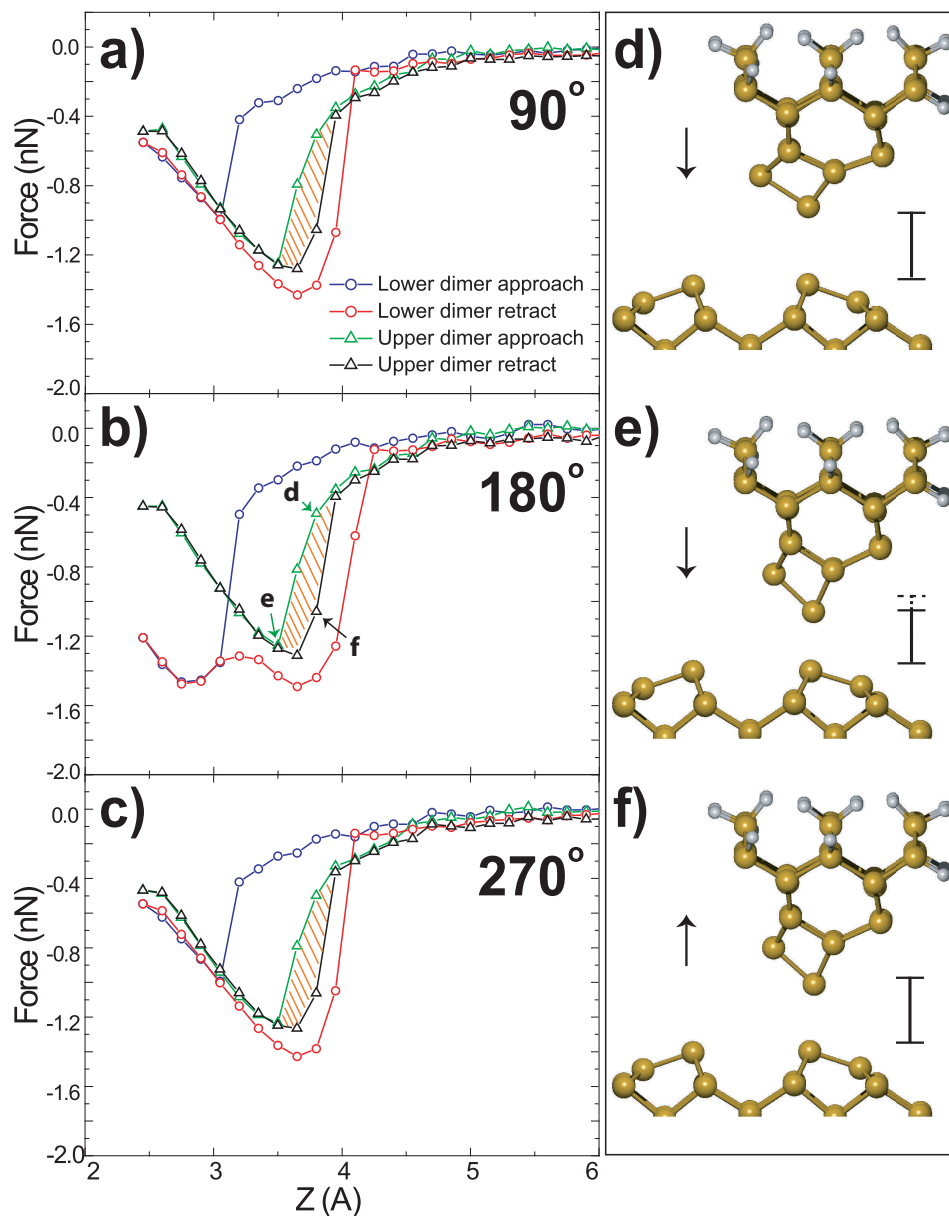 a)
90°
Force (nN)
0.0
-0.4
-0.8
-1.2
-1.6
-2.0
Lower dimer approach
Lower dimer retract
Upper dimer approach
Upper dimer retract
b)
180°
Force (nN)
0.0
-0.4
-0.8
-1.2
-1.6
-2.0
d
e
f
c)
270°
Force (nN)
0.0
-0.4
-0.8
-1.2
-1.6
-2.0
2 3 4 5 6
Z (A)
d)
e)
f)